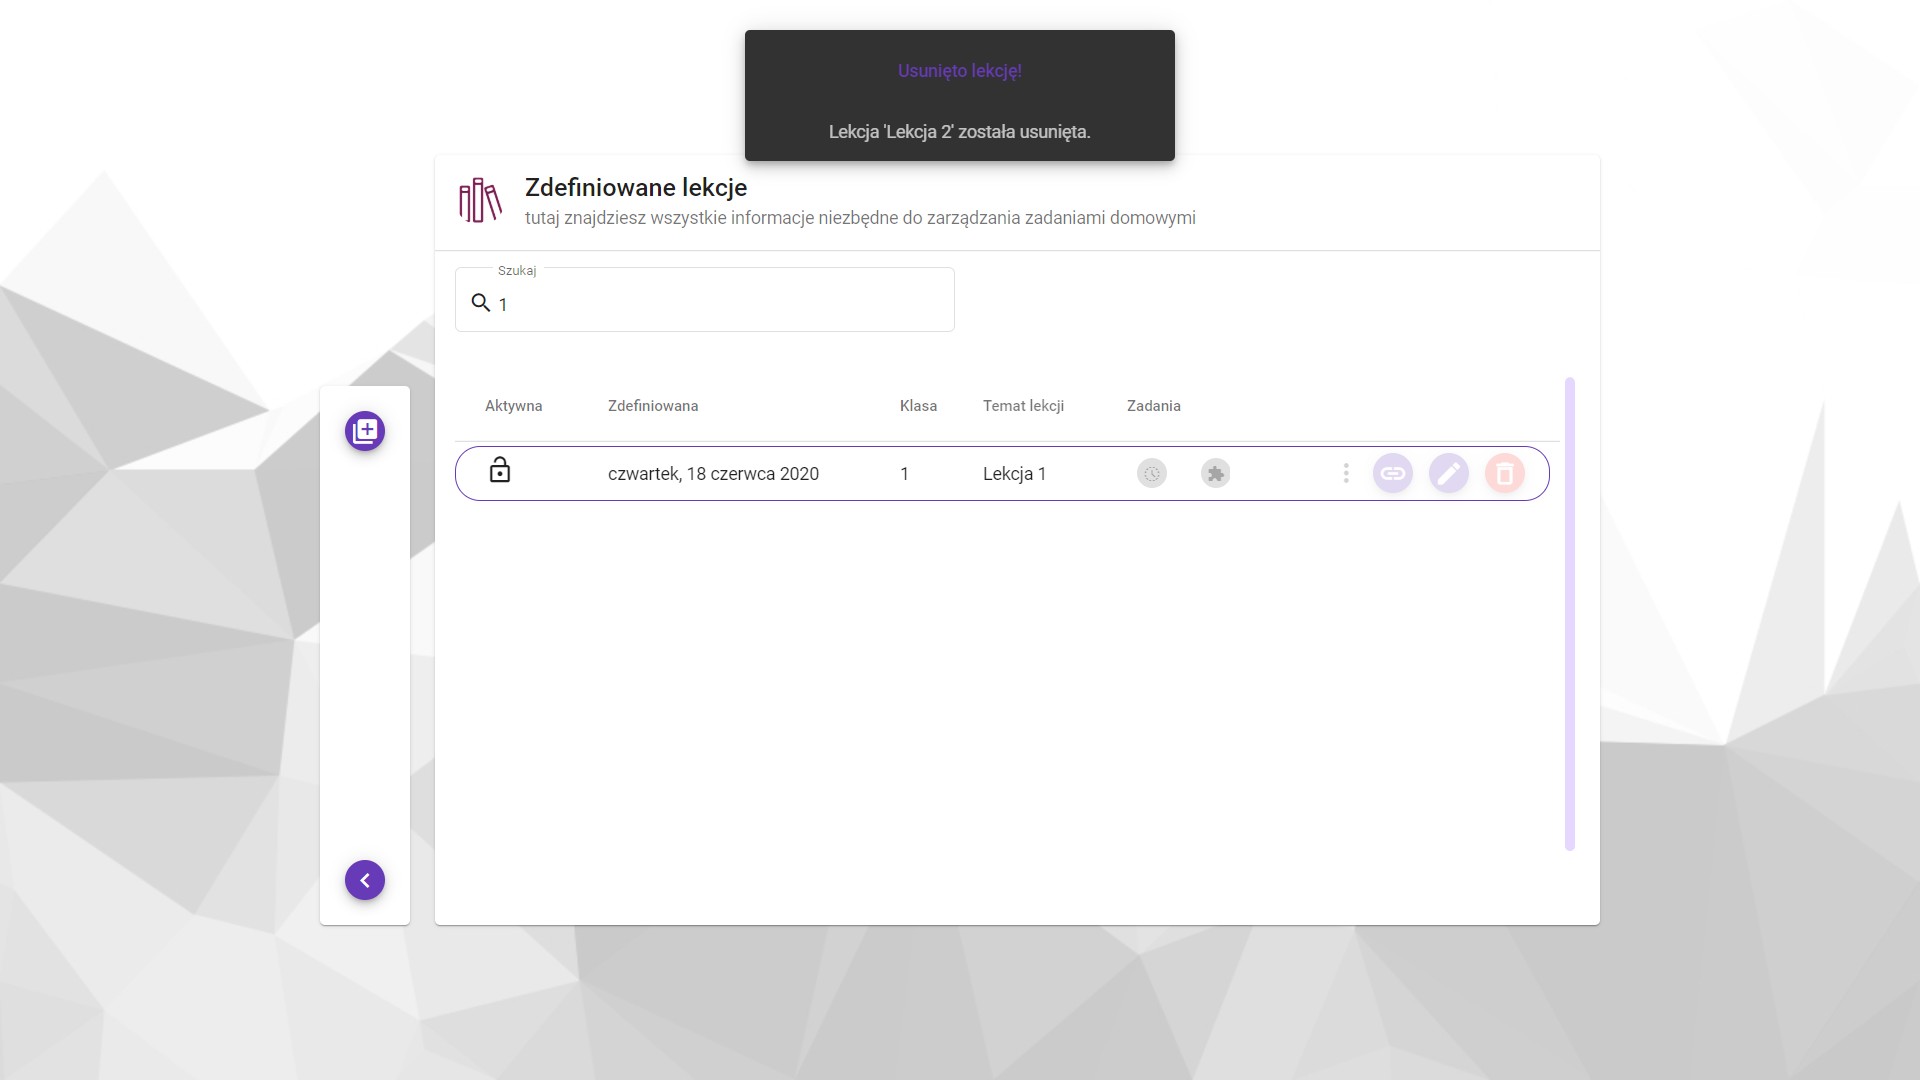 Usunięto lekcję!
Lekcja 'Lekcja 2' została usunięta.
Zdefiniowane lekcje
tutaj znajdziesz wszystkie informacje niezbędne do zarządzania zadaniami domowymi
Szukaj
1
Aktywna Zdefiniowana Klasa Temat lekcji Zadania
czwartek, 18 czerwca 2020 1 Lekcja 1